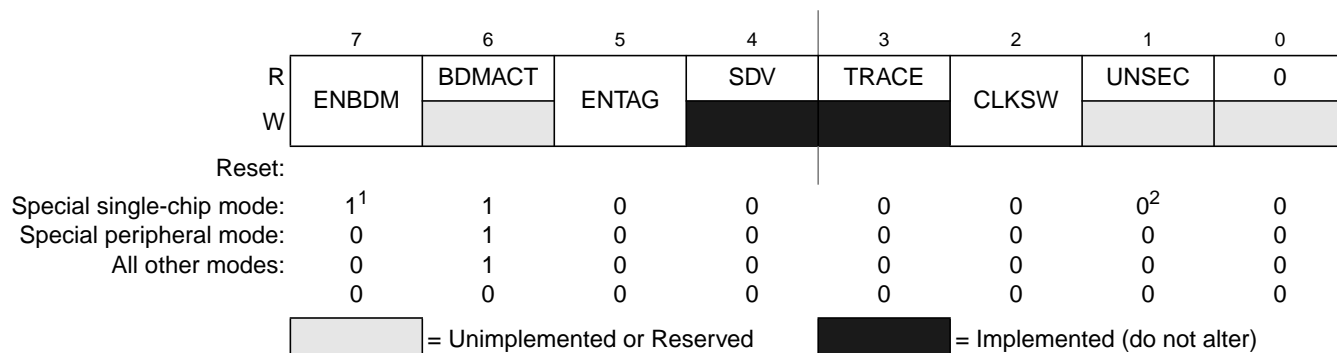 7 6 5 4 3 2 1 0
R ENBDM BDMACT ENTAG SDV TRACE CLKSW UNSEC 0
W
Reset:
Special single-chip mode: 1¹ 1 0 0 0 0 0² 0
Special peripheral mode: 0 1 0 0 0 0 0 0
All other modes: 0 1 0 0 0 0 0 0
0 0 0 0 0 0 0 0
= Unimplemented or Reserved = Implemented (do not alter)